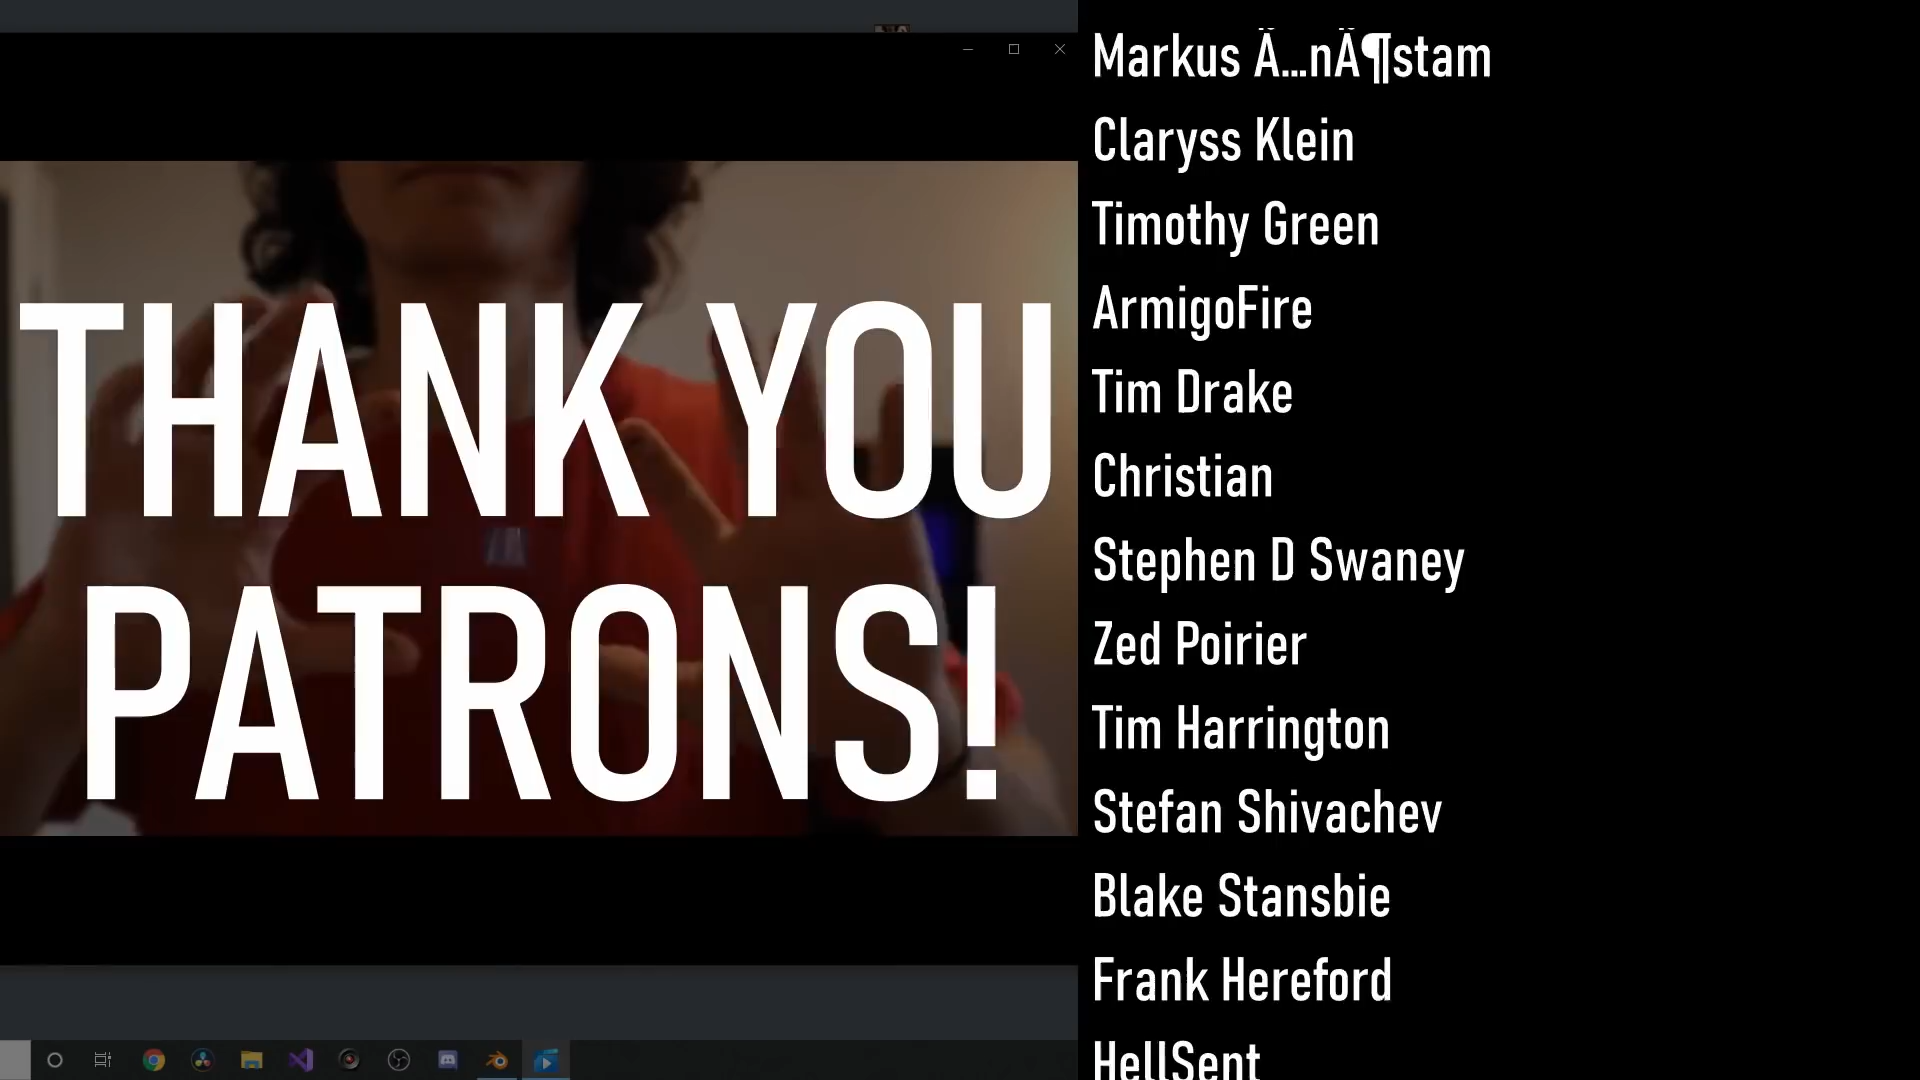 THANK YOU
PATRONS!
Markus Ã…nÃ¶stam
Claryss Klein
Timothy Green
ArmigoFire
Tim Drake
Christian
Stephen D Swaney
Zed Poirier
Tim Harrington
Stefan Shivachev
Blake Stansbie
Frank Hereford
HellSent